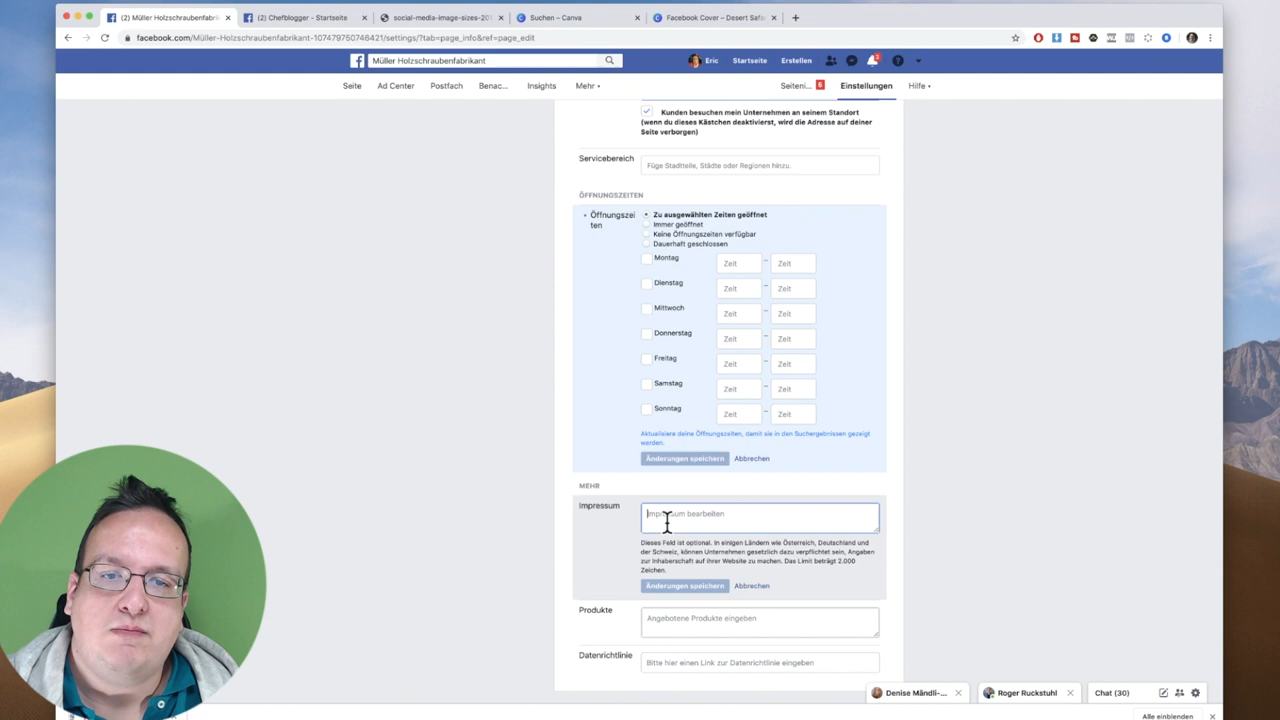 (2) Müller Holzschraubenfabrik
(2) Chefblogger - Startseite
social-media-image-sizes-201
Suchen – Canva
Facebook Cover – Desert Safa
facebook.com/Müller-Holzschraubenfabrikant-107479750746421/settings/?tab=page_info&ref=page_edit
Müller Holzschraubenfabrikant
Eric
Startseite
Erstellen
2
Seite
Ad Center
Postfach
Benac...
Insights
Mehr
Seiteni...
6
Einstellungen
Hilfe
Kunden besuchen mein Unternehmen an seinem Standort
(wenn du dieses Kästchen deaktivierst, wird die Adresse auf deiner
Seite verborgen)
Servicebereich
Füge Stadtteile, Städte oder Regionen hinzu.
ÖFFNUNGSZEITEN
Öffnungszei
ten
Zu ausgewählten Zeiten geöffnet
Immer geöffnet
Keine Öffnungszeiten verfügbar
Dauerhaft geschlossen
Montag Zeit – Zeit
Dienstag Zeit – Zeit
Mittwoch Zeit – Zeit
Donnerstag Zeit – Zeit
Freitag Zeit – Zeit
Samstag Zeit – Zeit
Sonntag Zeit – Zeit
Aktualisiere deine Öffnungszeiten, damit sie in den Suchergebnissen gezeigt
werden.
Änderungen speichern Abbrechen
MEHR
Impressum
Impressum bearbeiten
Dieses Feld ist optional. In einigen Ländern wie Österreich, Deutschland und
der Schweiz, können Unternehmen gesetzlich dazu verpflichtet sein, Angaben
zur Inhaberschaft auf ihrer Website zu machen. Das Limit beträgt 2.000
Zeichen.
Änderungen speichern Abbrechen
Produkte
Angebotene Produkte eingeben
Datenrichtlinie
Bitte hier einen Link zur Datenrichtlinie eingeben
Denise Mändli-...
Roger Ruckstuhl
Chat (30)
Alle einblenden